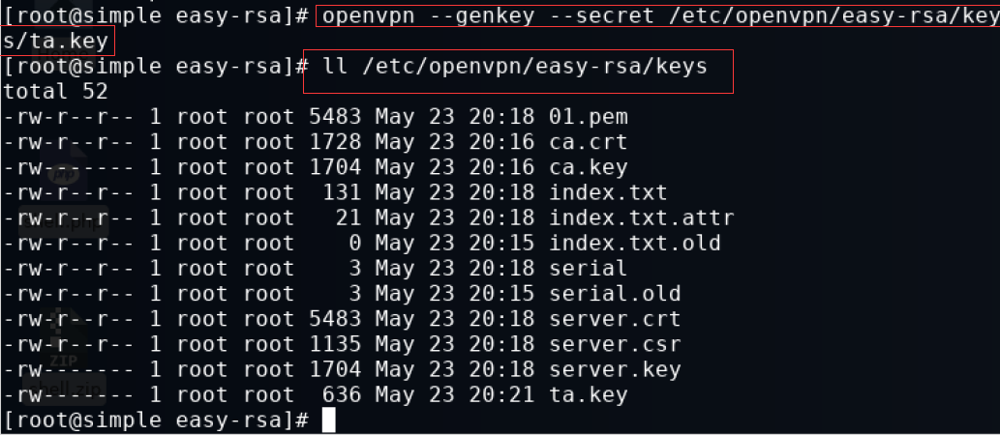 [root@simple easy-rsa]# openvpn --genkey --secret /etc/openvpn/easy-rsa/key
s/ta.key
[root@simple easy-rsa]# ll /etc/openvpn/easy-rsa/keys
total 52
-rw-r--r-- 1 root root 5483 May 23 20:18 01.pem
-rw-r--r-- 1 root root 1728 May 23 20:16 ca.crt
-rw------- 1 root root 1704 May 23 20:16 ca.key
-rw-r--r-- 1 root root  131 May 23 20:18 index.txt
-rw-r--r-- 1 root root   21 May 23 20:18 index.txt.attr
-rw-r--r-- 1 root root    0 May 23 20:15 index.txt.old
-rw-r--r-- 1 root root    3 May 23 20:18 serial
-rw-r--r-- 1 root root    3 May 23 20:15 serial.old
-rw-r--r-- 1 root root 5483 May 23 20:18 server.crt
-rw-r--r-- 1 root root 1135 May 23 20:18 server.csr
-rw------- 1 root root 1704 May 23 20:18 server.key
ZIP
-rw------- 1 root root  636 May 23 20:21 ta.key
shell.zip
[root@simple easy-rsa]#